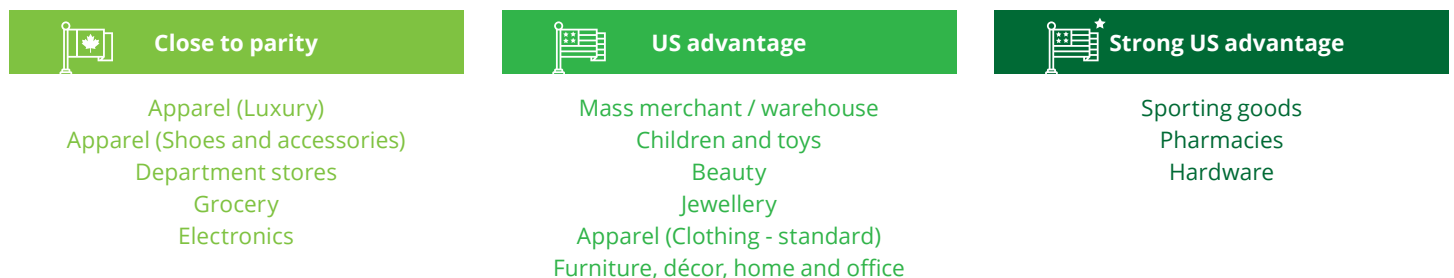 Close to parity
Apparel (Luxury)
Apparel (Shoes and accessories)
Department stores
Grocery
Electronics
US advantage
Mass merchant / warehouse
Children and toys
Beauty
Jewellery
Apparel (Clothing - standard)
Furniture, décor, home and office
Strong US advantage
Sporting goods
Pharmacies
Hardware